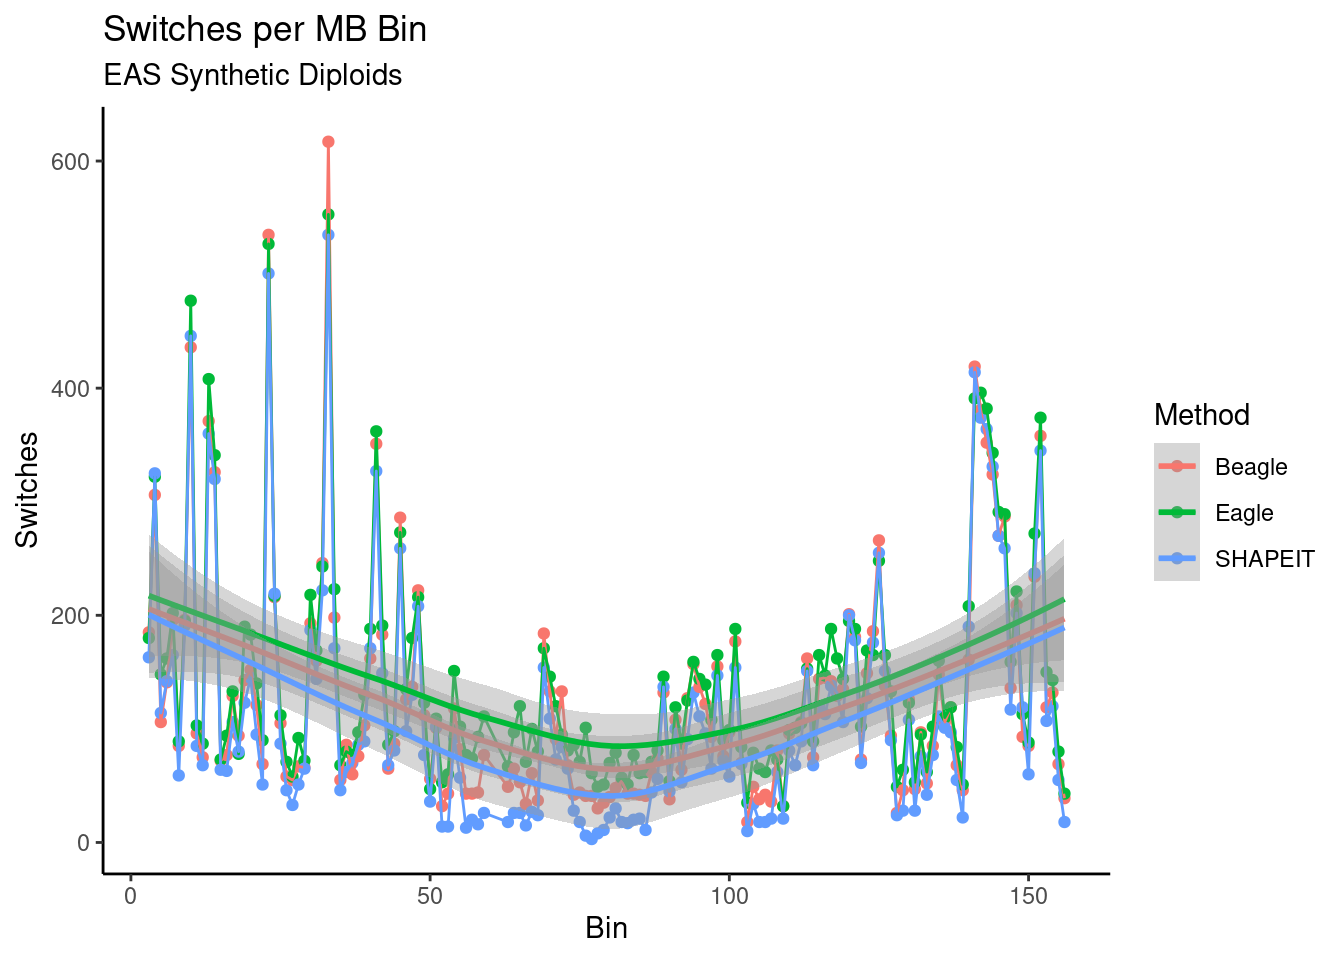 Switches per MB Bin
EAS Synthetic Diploids
600
400
200
0
Switches
0 50 100 150
Bin
Method
Beagle
Eagle
SHAPEIT